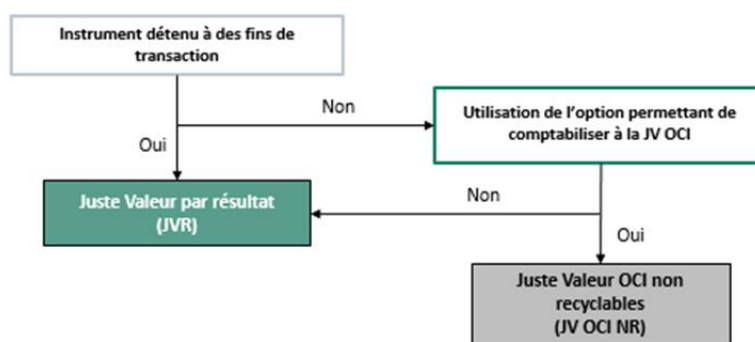 Instrument détenu à des fins de
transaction
Non
Utilisation de l'option permettant de
comptabiliser à la JV OCI
Oui
Juste Valeur par résultat
(JVR)
Non
Oui
Juste Valeur OCI non
recyclables
(JV OCI NR)